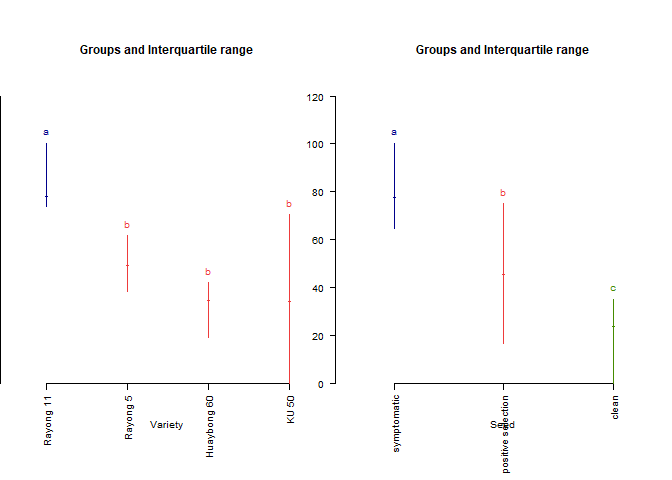 Groups and Interquartile range
a
b
b
b
Rayong 11
Rayong 5
Huaybong 60
KU 50
Variety
Groups and Interquartile range
120
100
80
60
40
20
0
a
b
c
symptomatic
positive selection
clean
Seed